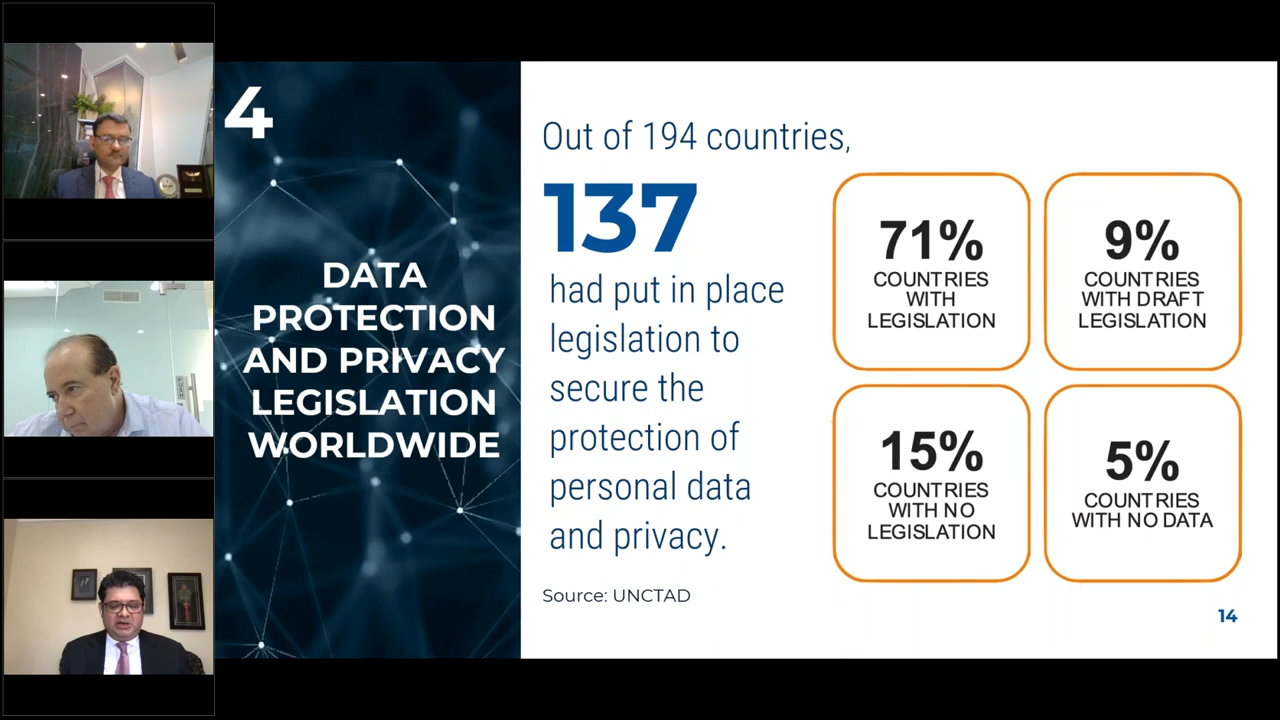 4
DATA
PROTECTION
AND PRIVACY
LEGISLATION
WORLDWIDE
Out of 194 countries,
137
had put in place
legislation to
secure the
protection of
personal data
and privacy.
Source: UNCTAD
71%
COUNTRIES
WITH
LEGISLATION
9%
COUNTRIES
WITH DRAFT
LEGISLATION
15%
COUNTRIES
WITH NO
LEGISLATION
5%
COUNTRIES
WITH NO DATA
14